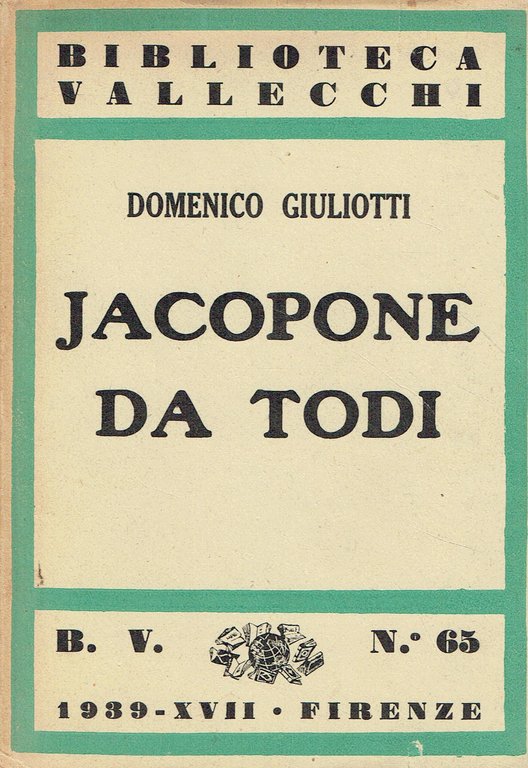 BIBLIOTECA
VALLECCHI
DOMENICO GIULIOTTI
JACOPONE
DA TODI
B. V. N.º 65
1939-XVII • FIRENZE